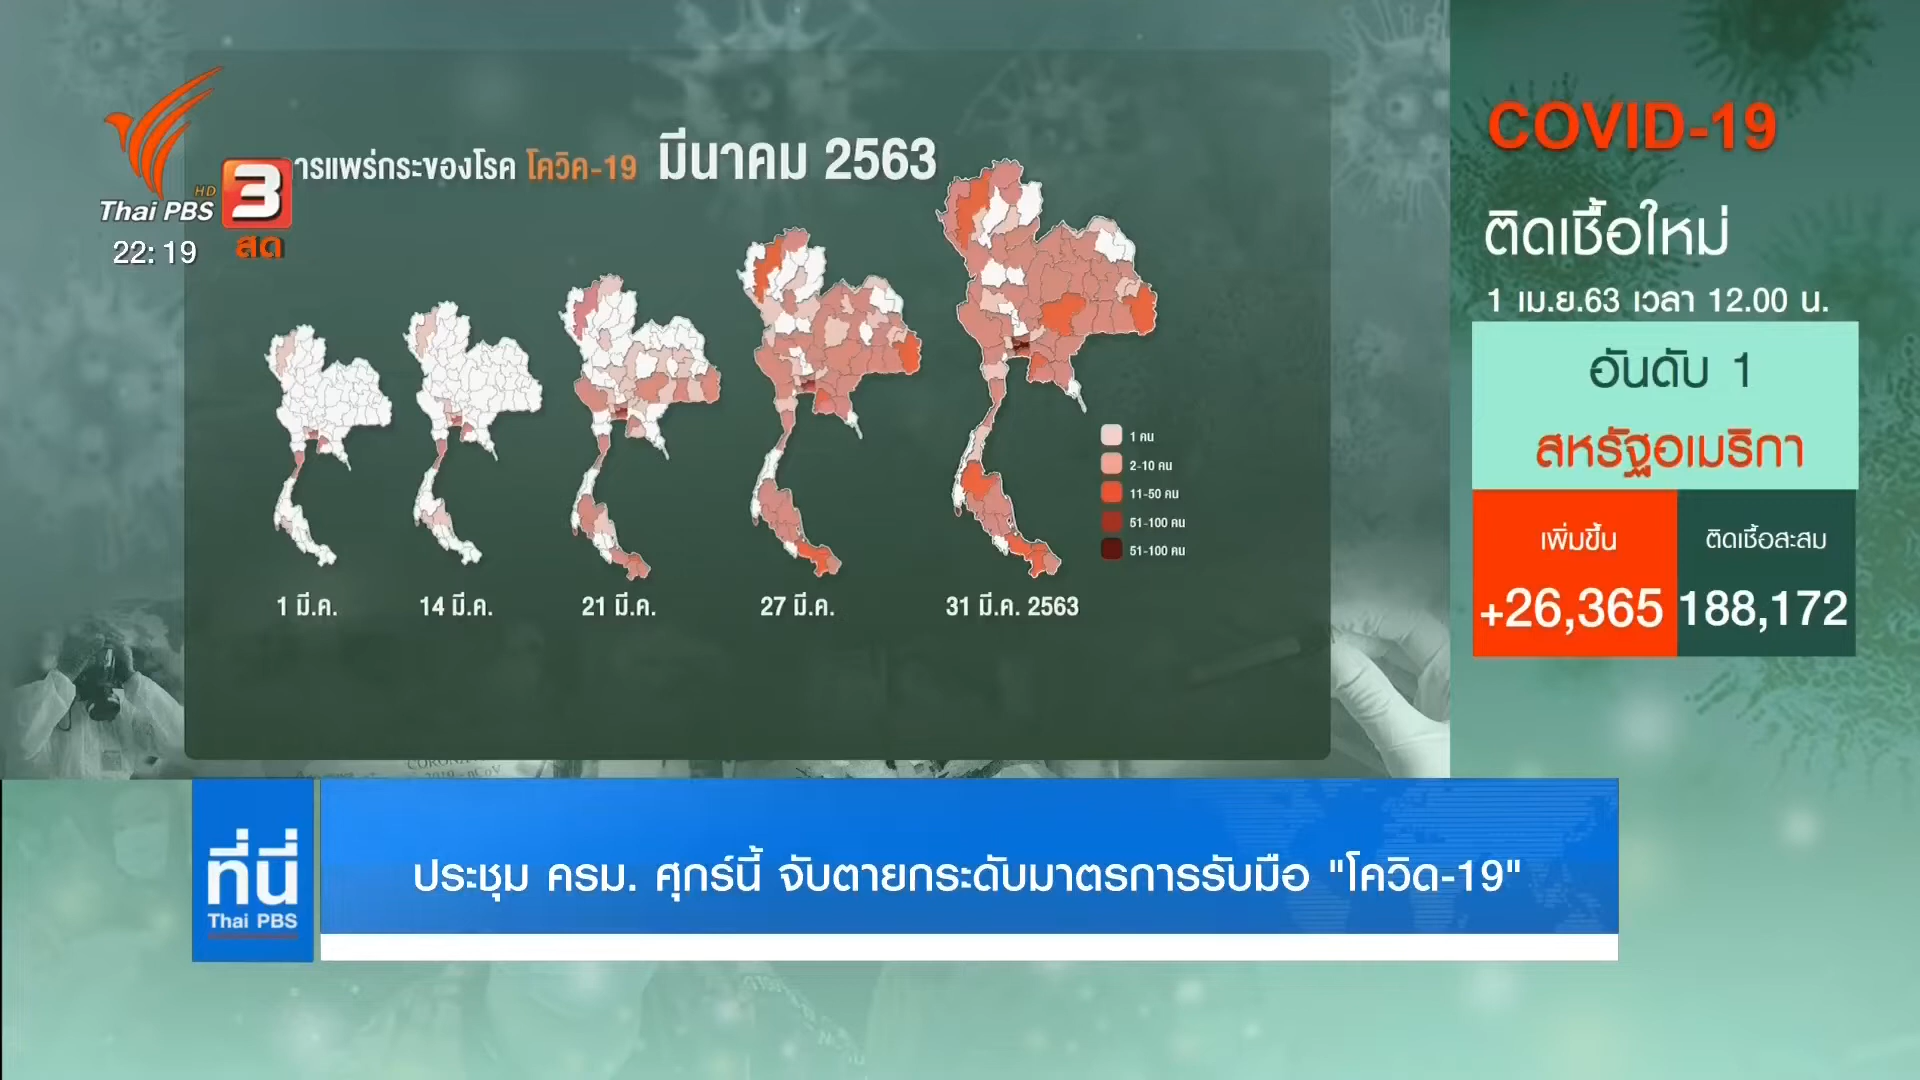 Thai PBS
HD
3
22:19
สด
ารแพร่กระของโรค โควิค-19 มีนาคม 2563
1 มี.ค.
14 มี.ค.
21 มี.ค.
27 มี.ค.
31 มี.ค. 2563
1 คน
2-10 คน
11-50 คน
51-100 คน
51-100 คน
COVID-19
ติดเชื้อใหม่
1 เม.ย.63 เวลา 12.00 น.
อันดับ 1
สหรัฐอเมริกา
เพิ่มขึ้น
ติดเชื้อสะสม
+26,365
188,172
ที่นี่
Thai PBS
ประชุม ครม. ศุกร์นี้ จับตายกระดับมาตรการรับมือ "โควิด-19"